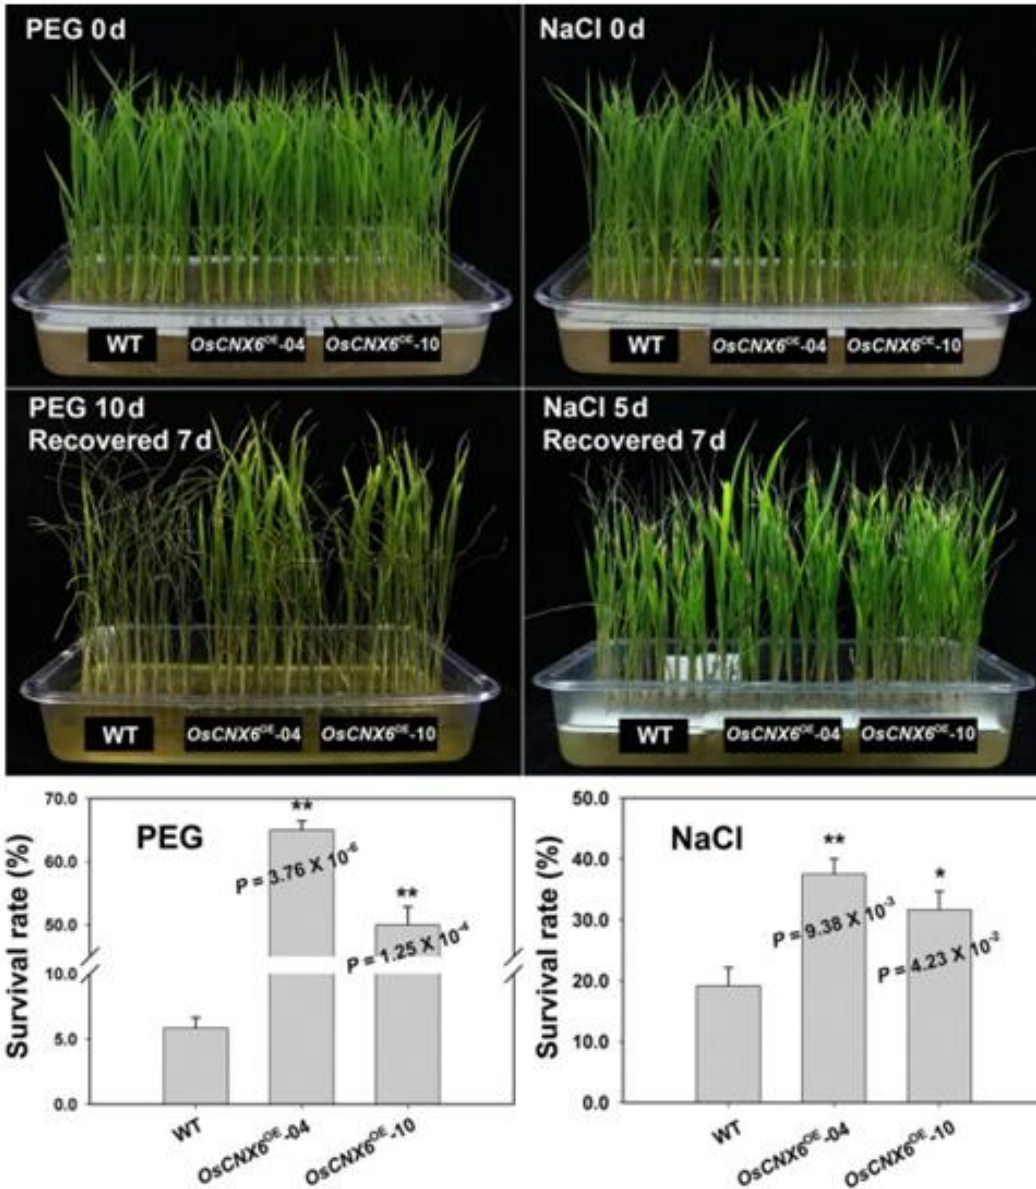 PEG 0d
NaCl 0d
WT
OsCNX6ᴼᴱ-04
OsCNX6ᴼᴱ-10
WT
OsCNX6ᴼᴱ-04
OsCNX6ᴼᴱ-10
PEG 10d
Recovered 7d
NaCl 5d
Recovered 7d
WT
OsCNX6ᴼᴱ-04
OsCNX6ᴼᴱ-10
WT
OsCNX6ᴼᴱ-04
OsCNX6ᴼᴱ-10
PEG
Survival rate (%)
70.0
60.0
50.0
10.0
5.0
0.0
**
P = 3.76 X 10⁻⁶
**
P = 1.25 X 10⁻⁴
WT
OsCNX6ᴼᴱ-04
OsCNX6ᴼᴱ-10
NaCl
Survival rate (%)
50.0
40.0
30.0
20.0
10.0
0.0
**
P = 9.38 X 10⁻³
*
P = 4.23 X 10⁻²
WT
OsCNX6ᴼᴱ-04
OsCNX6ᴼᴱ-10